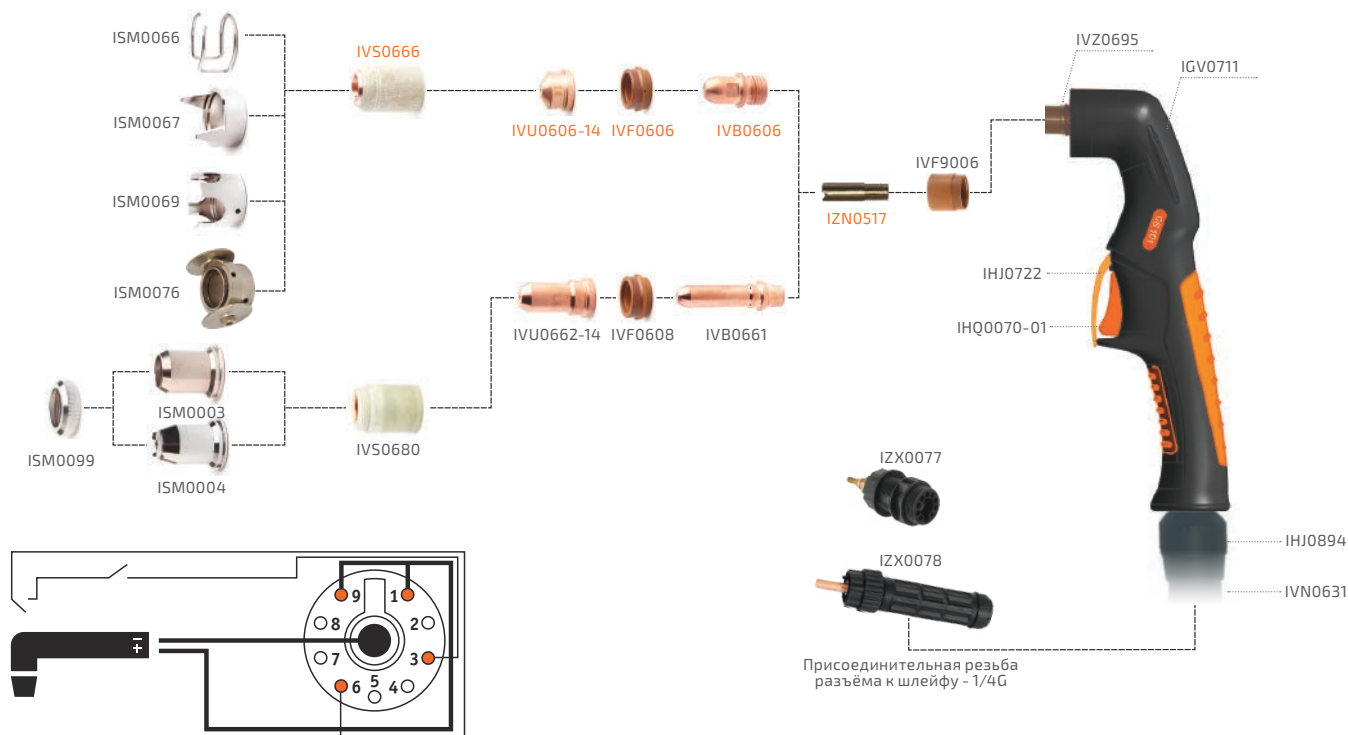 ISM0066
IVS0666
IVZ0695
IGV0711
ISM0067
IVU0606-14
IVF0606
IVB0606
IVF9006
ISM0069
IZN0517
CS 101
ISM0076
IHJ0722
IVU0662-14
IVF0608
IVB0661
IHQ0070-01
ISM0003
ISM0099
IVS0680
ISM0004
IZX0077
IHJ0894
IZX0078
IVN0631
Присоединительная резьба
разъёма к шлейфу - 1/4G
9
1
8
2
7
3
6
5
4
−
+